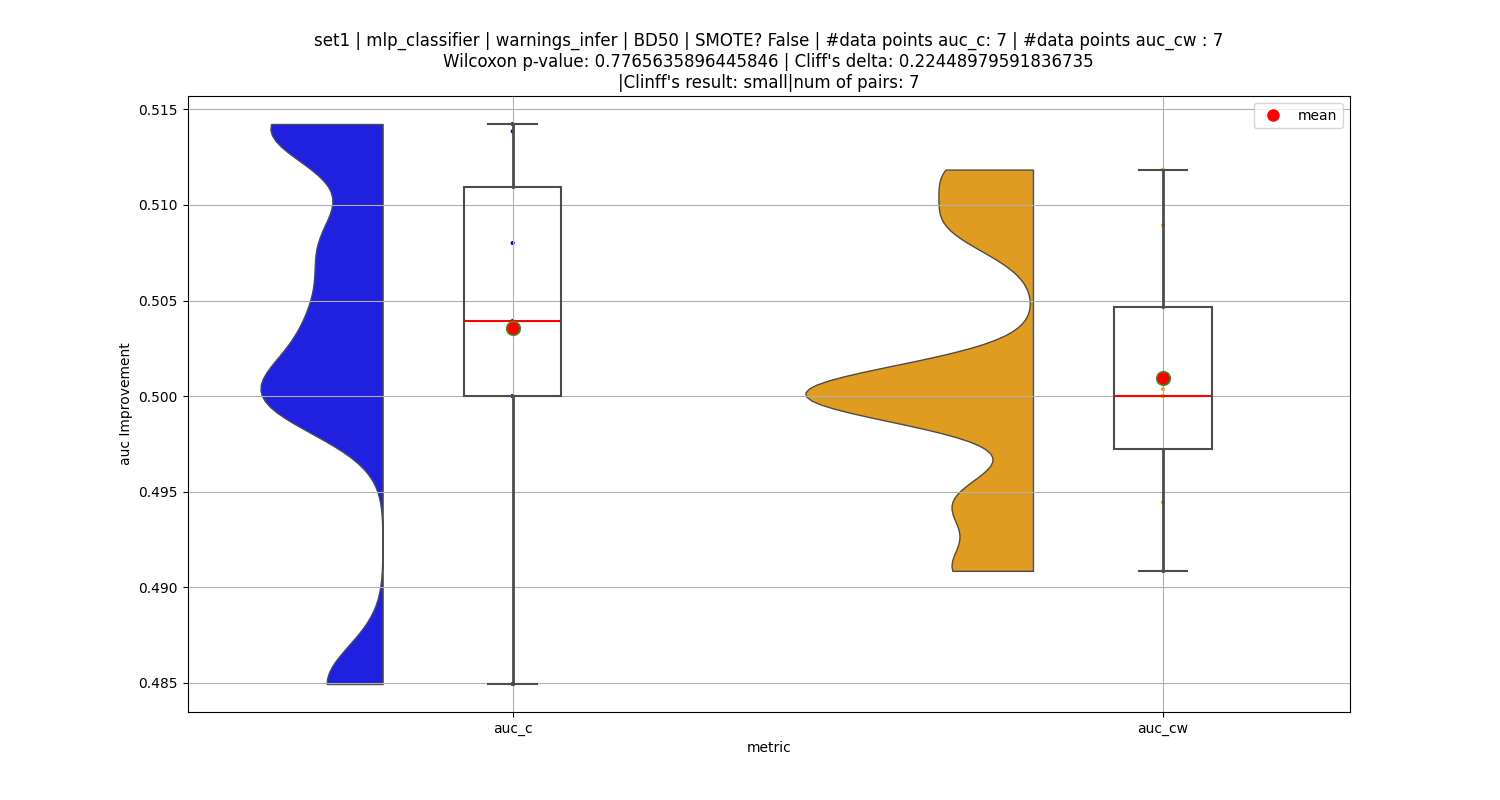 set1 | mlp_classifier | warnings_infer | BD50 | SMOTE? False | #data points auc_c: 7 | #data points auc_cw : 7
Wilcoxon p-value: 0.7765635896445846 | Cliff's delta: 0.22448979591836735
|Clinff's result: small|num of pairs: 7
mean
0.515
0.510
0.505
0.500
0.495
0.490
0.485
auc Improvement
auc_c
auc_cw
metric